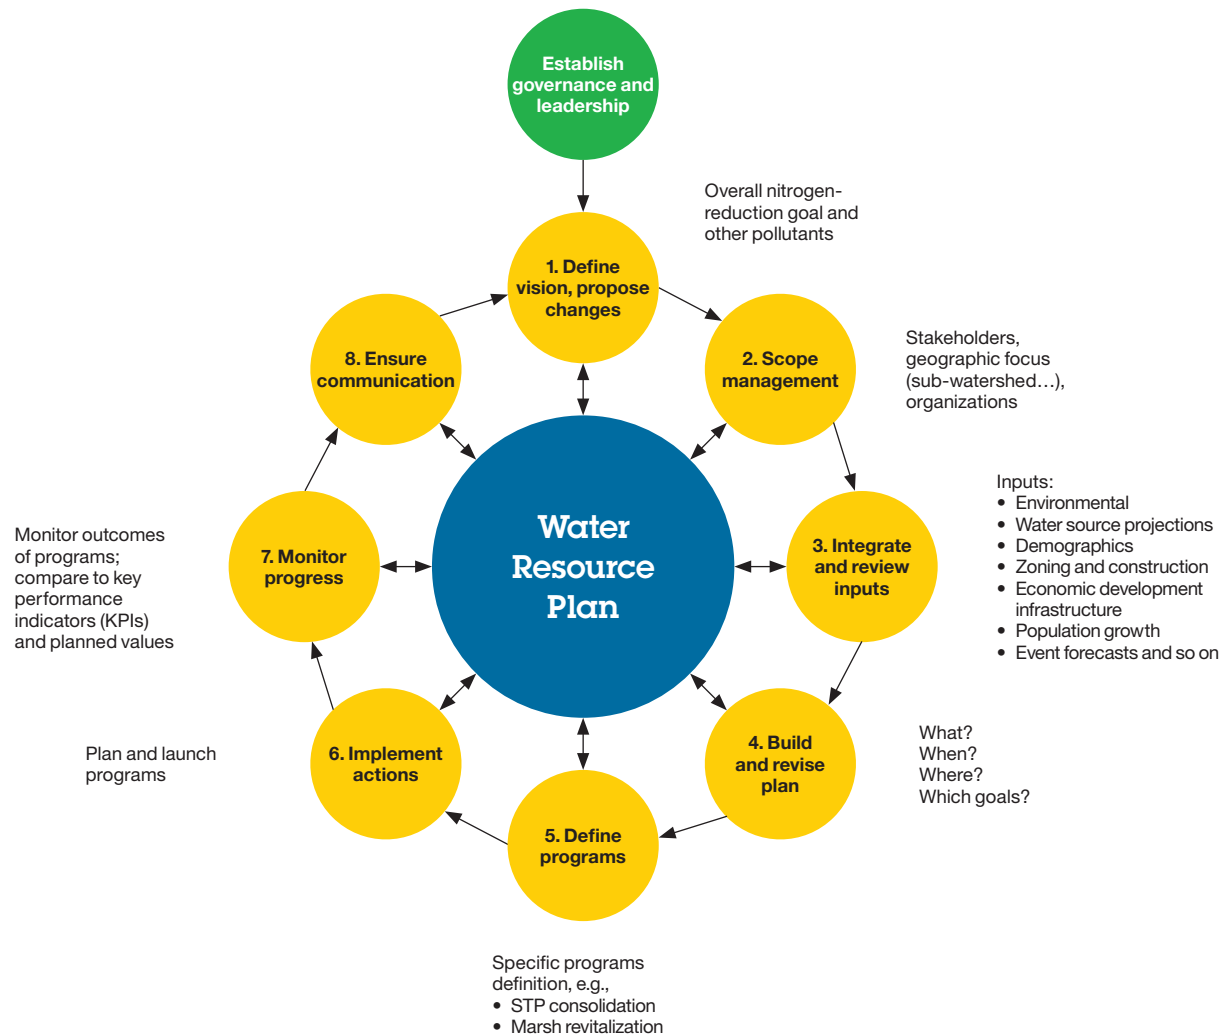 Establish
governance and
leadership
Overall nitrogen-
reduction goal and
other pollutants
1. Define
vision, propose
changes
2. Scope
management
Stakeholders,
geographic focus
(sub-watershed...),
organizations
3. Integrate
and review
inputs
Inputs:
• Environmental
• Water source projections
• Demographics
• Zoning and construction
• Economic development
infrastructure
• Population growth
• Event forecasts and so on
4. Build
and revise
plan
What?
When?
Where?
Which goals?
5. Define
programs
Specific programs
definition, e.g.,
• STP consolidation
• Marsh revitalization
6. Implement
actions
Plan and launch
programs
7. Monitor
progress
Monitor outcomes
of programs;
compare to key
performance
indicators (KPIs)
and planned values
8. Ensure
communication
Water
Resource
Plan